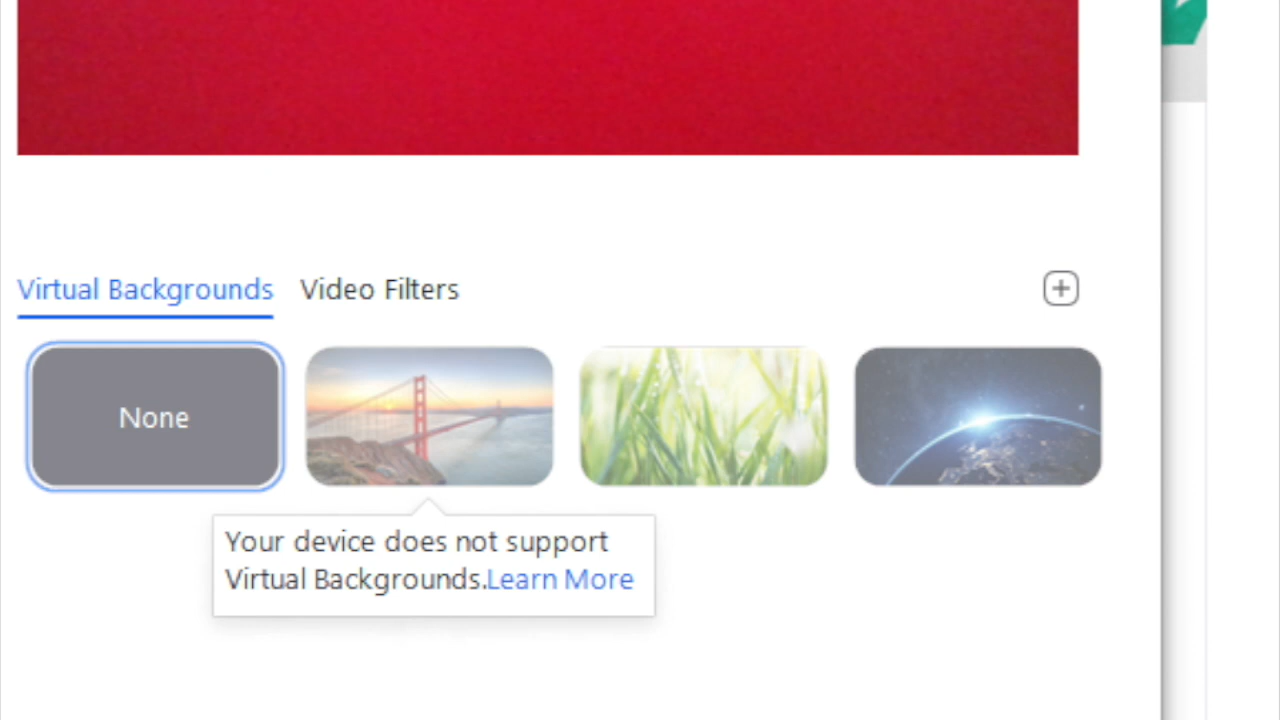 Virtual Backgrounds Video Filters
None
Your device does not support
Virtual Backgrounds.Learn More